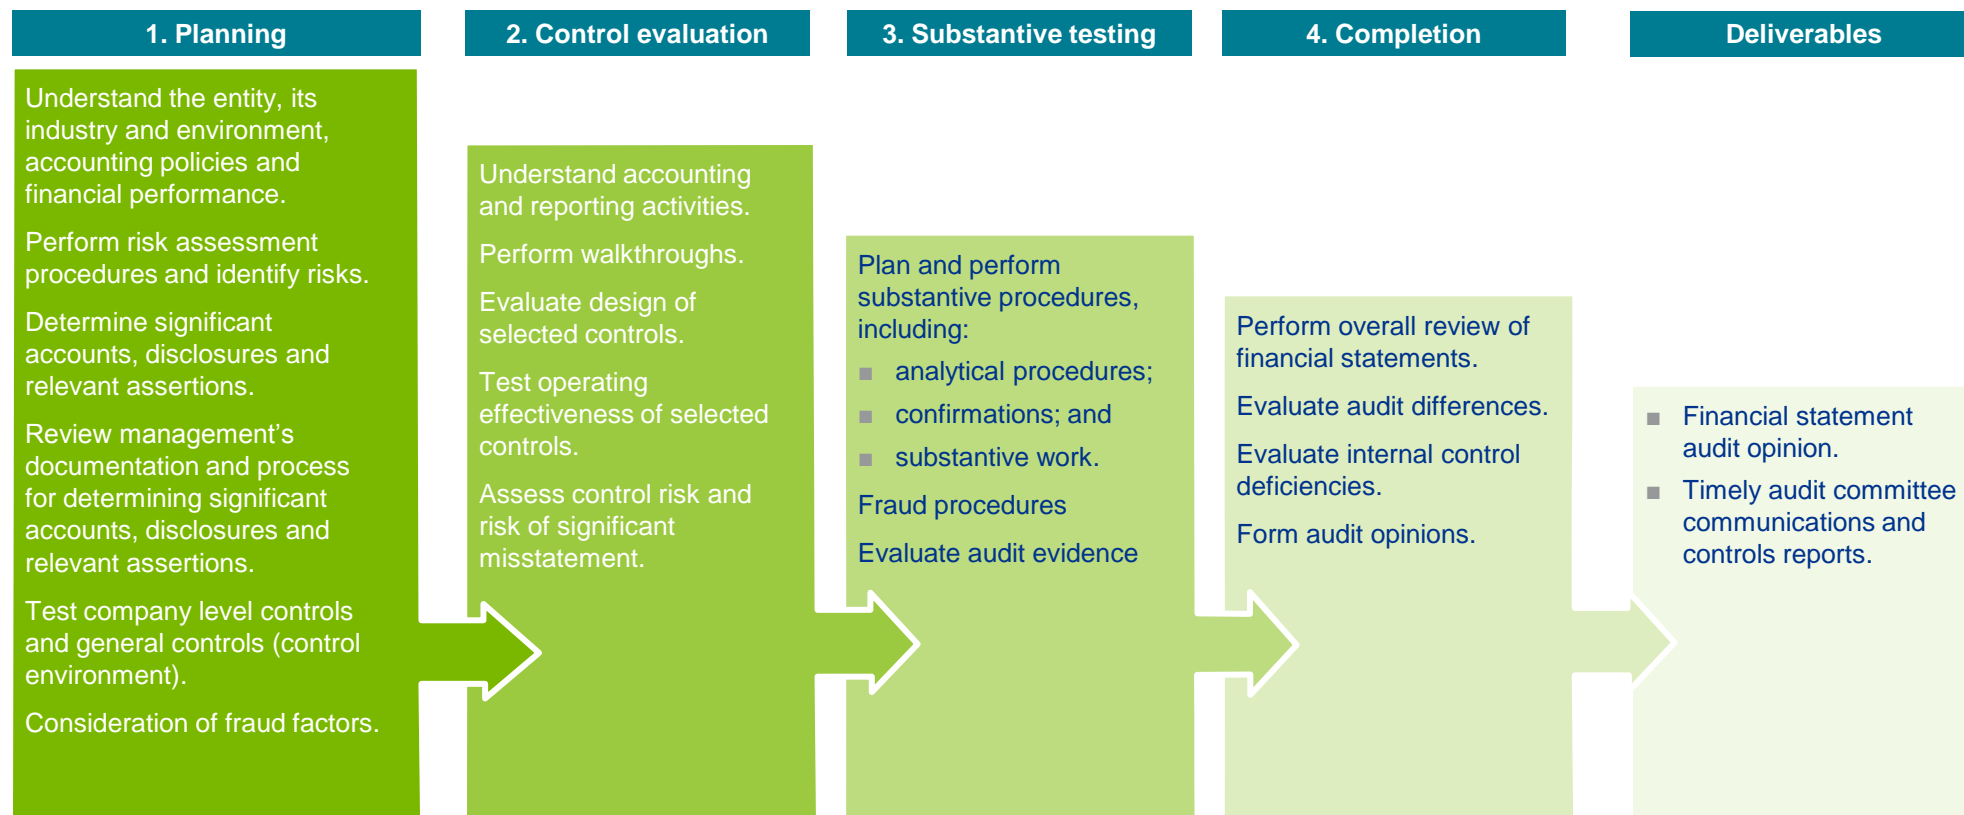 1. Planning
Understand the entity, its
industry and environment,
accounting policies and
financial performance.
Perform risk assessment
procedures and identify risks.
Determine significant
accounts, disclosures and
relevant assertions.
Review management’s
documentation and process
for determining significant
accounts, disclosures and
relevant assertions.
Test company level controls
and general controls (control
environment).
Consideration of fraud factors.
2. Control evaluation
Understand accounting
and reporting activities.
Perform walkthroughs.
Evaluate design of
selected controls.
Test operating
effectiveness of selected
controls.
Assess control risk and
risk of significant
misstatement.
3. Substantive testing
Plan and perform
substantive procedures,
including:
■ analytical procedures;
■ confirmations; and
■ substantive work.
Fraud procedures
Evaluate audit evidence
4. Completion
Perform overall review of
financial statements.
Evaluate audit differences.
Evaluate internal control
deficiencies.
Form audit opinions.
Deliverables
■ Financial statement
audit opinion.
■ Timely audit committee
communications and
controls reports.